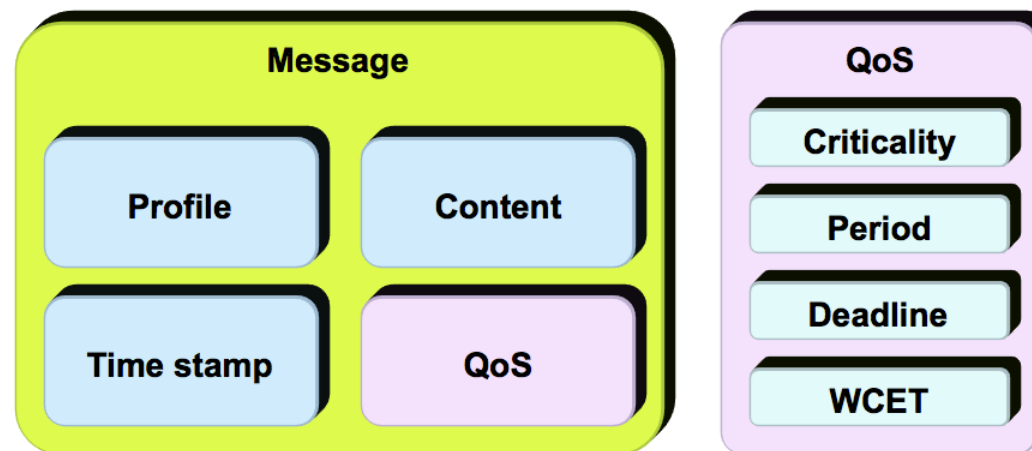 Message
Profile
Content
Time stamp
QoS
QoS
Criticality
Period
Deadline
WCET